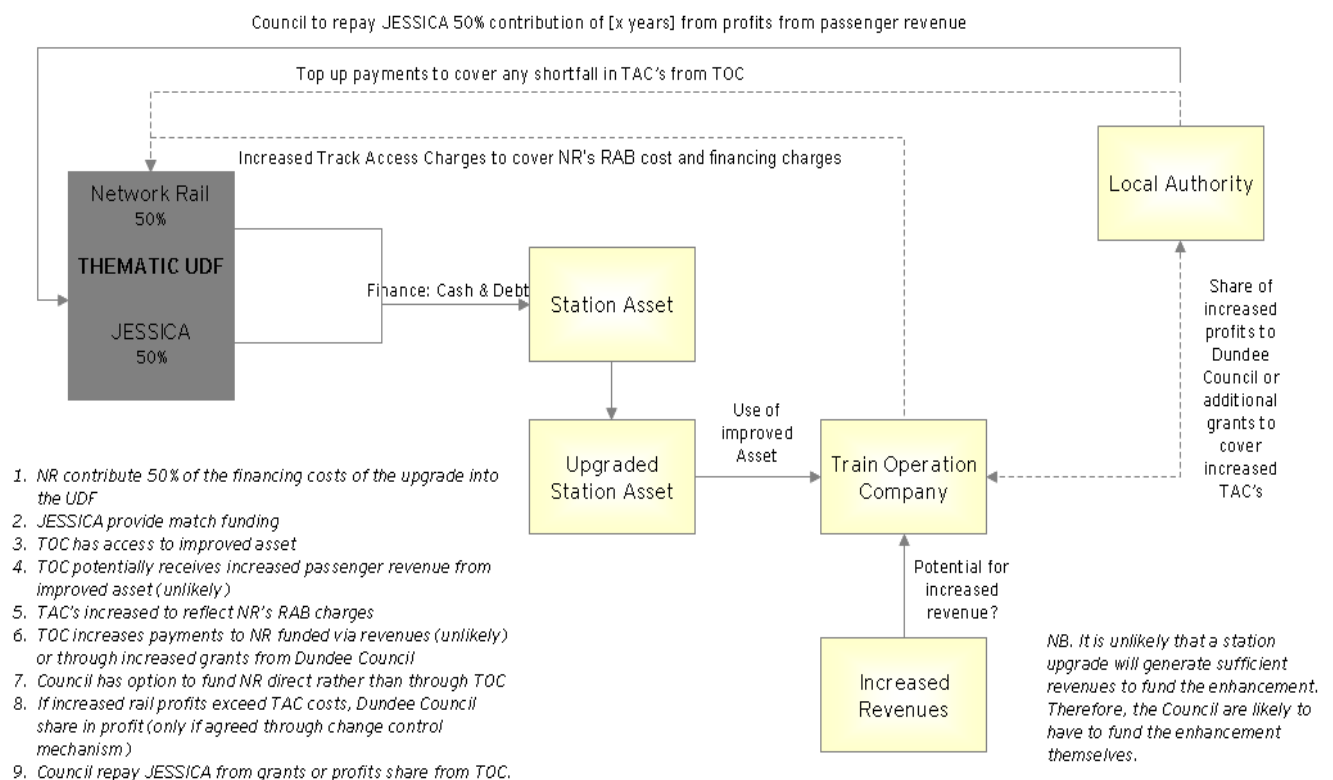 Council to repay JESSICA 50% contribution of [x years] from profits from passenger revenue
Top up payments to cover any shortfall in TAC's from TOC
Increased Track Access Charges to cover NR's RAB cost and financing charges
Network Rail
50%
THEMATIC UDF
JESSICA
50%
Finance: Cash & Debt
Station Asset
Local Authority
Share of
increased
profits to
Dundee
Council or
additional
grants to
cover
increased
TAC's
Upgraded
Station Asset
Use of
improved
Asset
Train Operation
Company
Potential for
increased
revenue?
Increased
Revenues
1. NR contribute 50% of the financing costs of the upgrade into
the UDF
2. JESSICA provide match funding
3. TOC has access to improved asset
4. TOC potentially receives increased passenger revenue from
improved asset (unlikely)
5. TAC's increased to reflect NR's RAB charges
6. TOC increases payments to NR funded via revenues (unlikely)
or through increased grants from Dundee Council
7. Council has option to fund NR direct rather than through TOC
8. If increased rail profits exceed TAC costs, Dundee Council
share in profit (only if agreed through change control
mechanism)
9. Council repay JESSICA from grants or profits share from TOC.
NB. It is unlikely that a station
upgrade will generate sufficient
revenues to fund the enhancement.
Therefore, the Council are likely to
have to fund the enhancement
themselves.